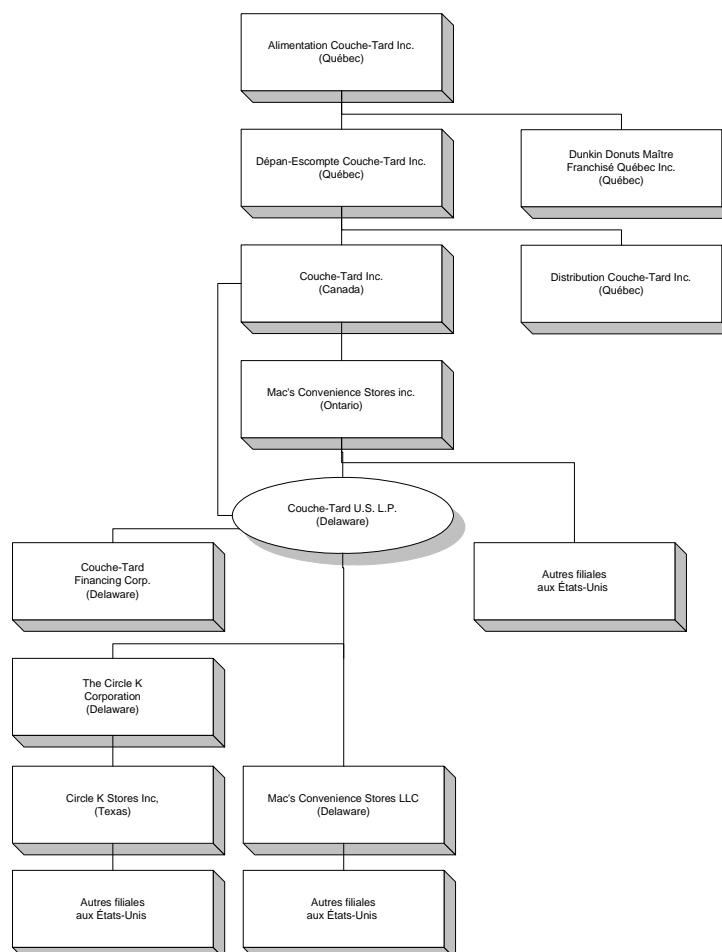 Alimentation Couche-Tard Inc.
(Québec)
Dépan-Escompte Couche-Tard Inc.
(Québec)
Dunkin Donuts Maître
Franchisé Québec Inc.
(Québec)
Couche-Tard Inc.
(Canada)
Distribution Couche-Tard Inc.
(Québec)
Mac's Convenience Stores inc.
(Ontario)
Couche-Tard U.S. L.P.
(Delaware)
Couche-Tard
Financing Corp.
(Delaware)
Autres filiales
aux États-Unis
The Circle K
Corporation
(Delaware)
Circle K Stores Inc,
(Texas)
Mac's Convenience Stores LLC
(Delaware)
Autres filiales
aux États-Unis
Autres filiales
aux États-Unis